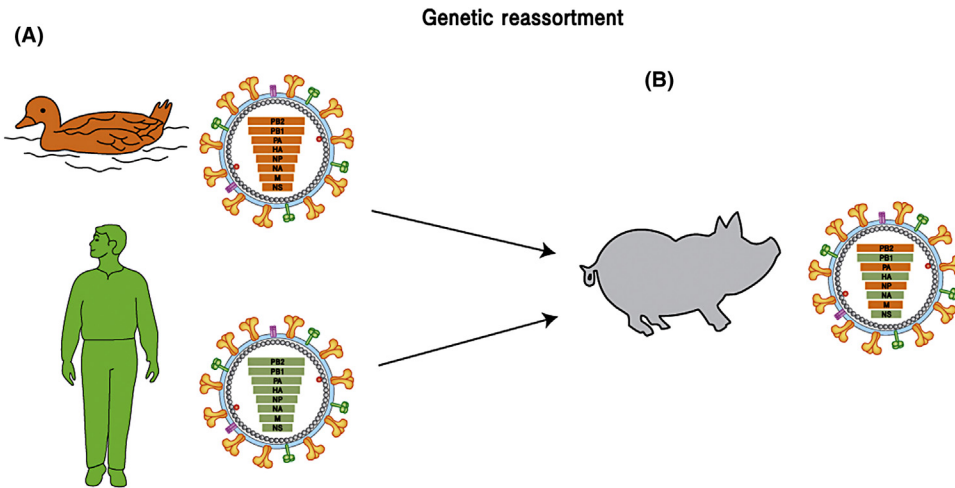 Genetic reassortment
(A)
PB2
PB1
PA
HA
NP
NA
M
NS
PB2
PB1
PA
HA
NP
NA
M
NS
(B)
PB2
PB1
PA
HA
NP
NA
M
NS